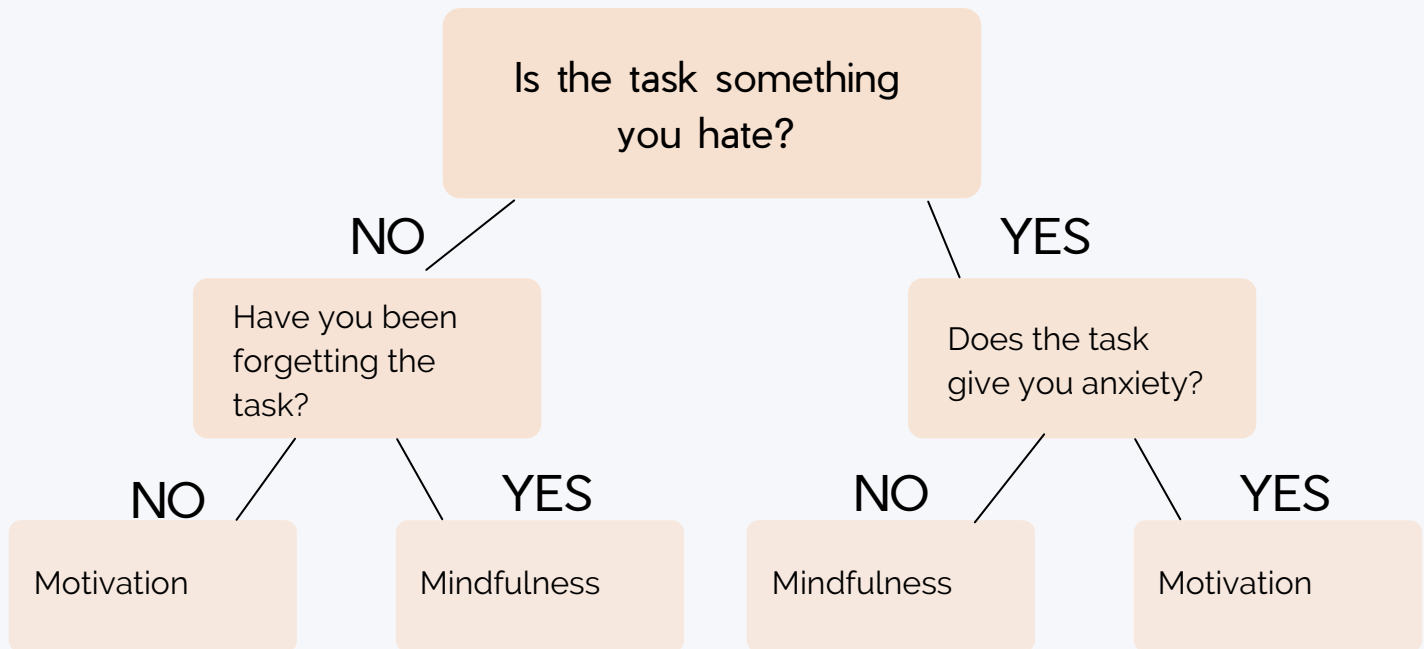 Is the task something
you hate?
NO
YES
Have you been
forgetting the
task?
Does the task
give you anxiety?
NO
YES
NO
YES
Motivation
Mindfulness
Mindfulness
Motivation